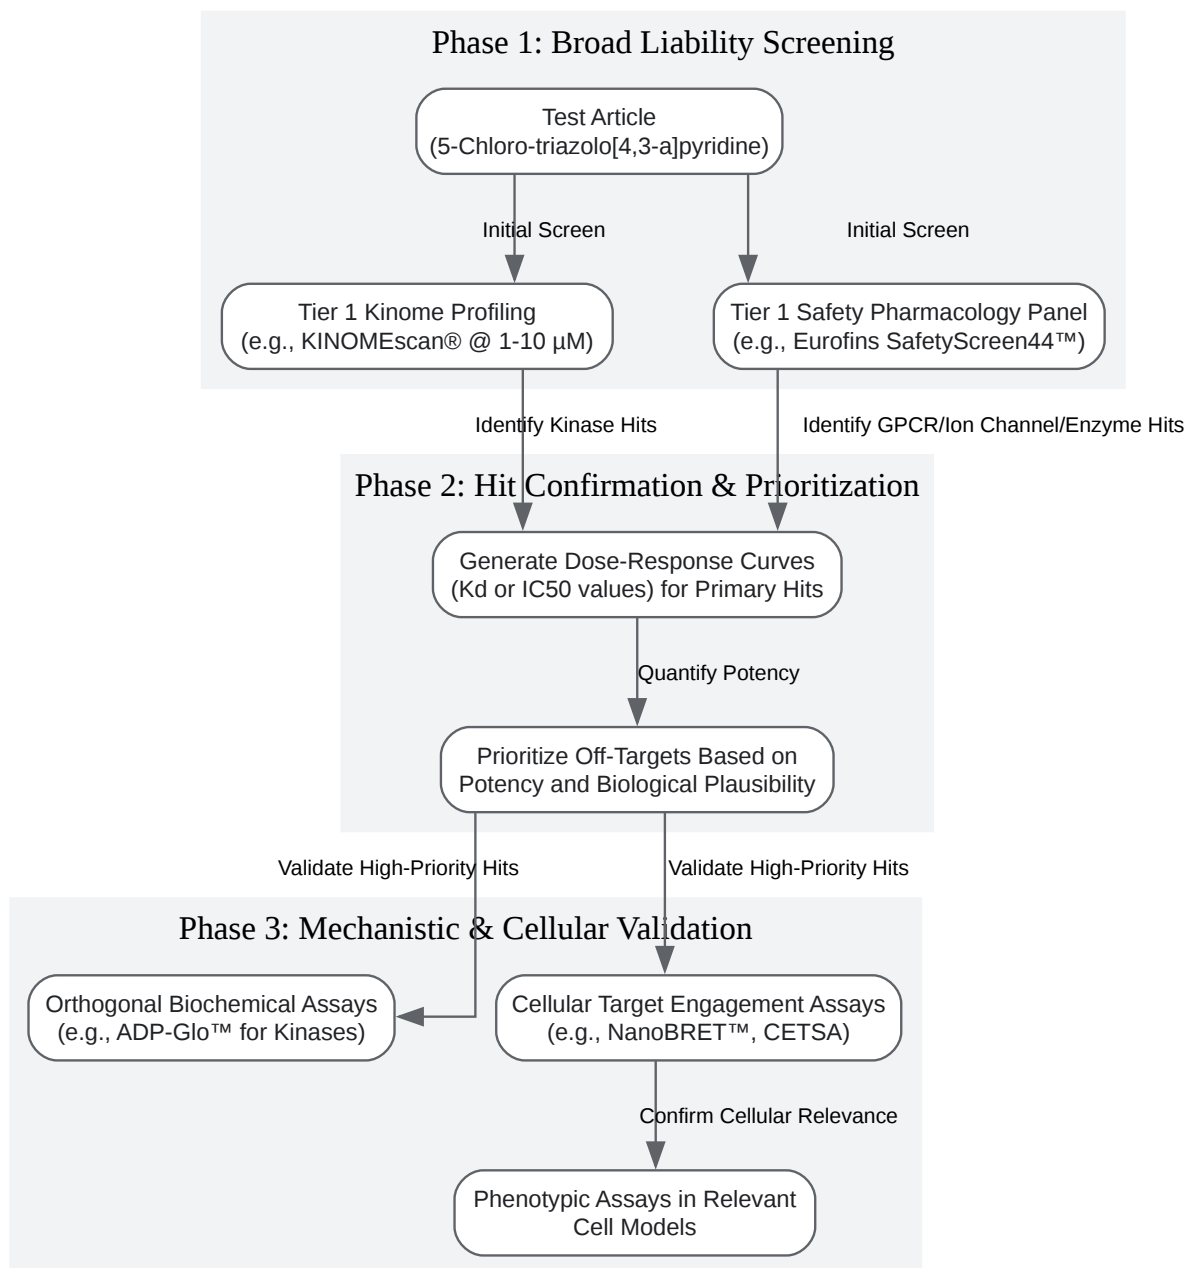 Phase 1: Broad Liability Screening
Test Article
(5-Chloro-triazolo[4,3-a]pyridine)
Initial Screen
Initial Screen
Tier 1 Kinome Profiling
(e.g., KINOMEscan® @ 1-10 µM)
Tier 1 Safety Pharmacology Panel
(e.g., Eurofins SafetyScreen44™)
Identify Kinase Hits
Identify GPCR/Ion Channel/Enzyme Hits
Phase 2: Hit Confirmation & Prioritization
Generate Dose-Response Curves
(Kd or IC50 values) for Primary Hits
Quantify Potency
Prioritize Off-Targets Based on
Potency and Biological Plausibility
Validate High-Priority Hits
Validate High-Priority Hits
Phase 3: Mechanistic & Cellular Validation
Orthogonal Biochemical Assays
(e.g., ADP-Glo™ for Kinases)
Cellular Target Engagement Assays
(e.g., NanoBRET™, CETSA)
Confirm Cellular Relevance
Phenotypic Assays in Relevant
Cell Models